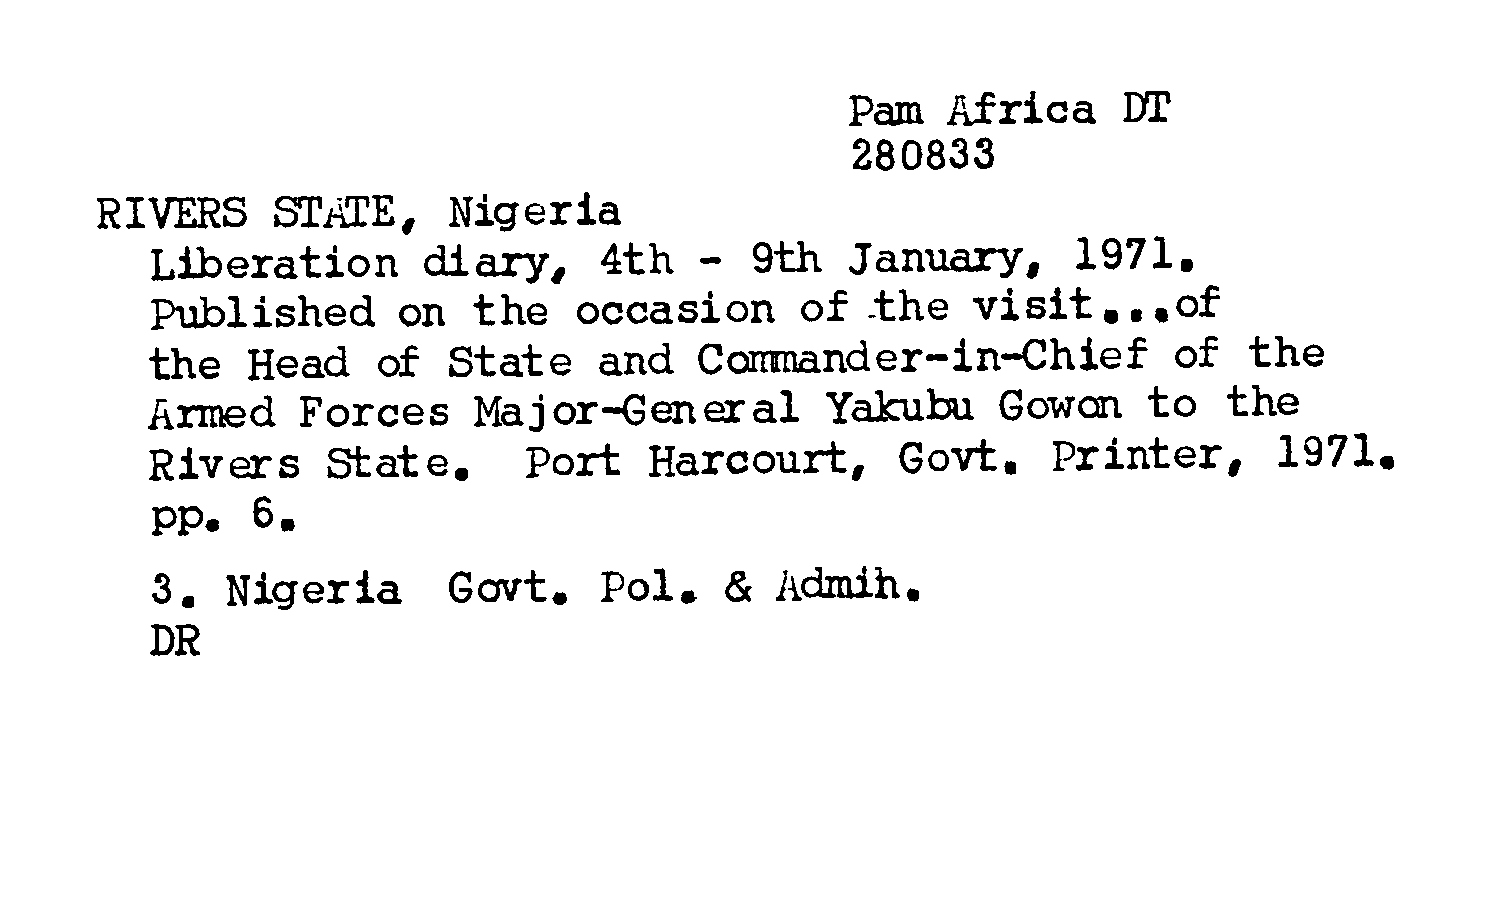 Pam Africa DT
280833
RIVERS STATE, Nigeria
Liberation diary, 4th - 9th January, 1971.
Published on the occasion of the visit...of
the Head of State and Commander-in-Chief of the
Armed Forces Major-General Yakubu Gowon to the
Rivers State. Port Harcourt, Govt. Printer, 1971.
pp. 6.
3. Nigeria Govt. Pol. & Admih.
DR